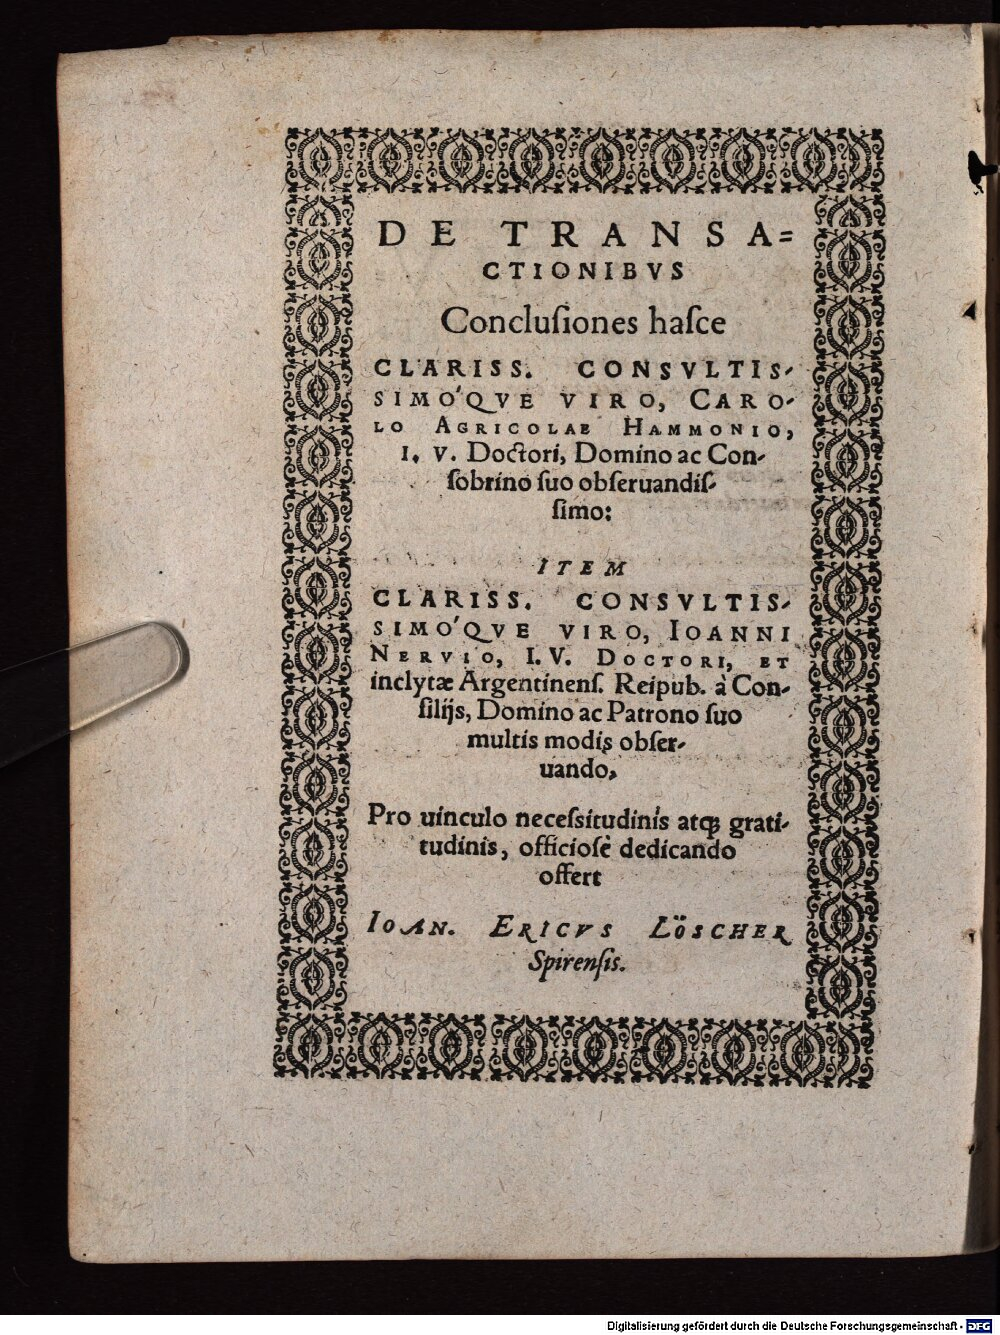 DE TRANSA=
CTIONIBVS
Concluſiones haſce
CLARISS. CONSVLTIS-
SIMO'QVE VIRO, CARO-
LO AGRICOLAE HAMMONIO,
I. V. Doctori, Domino ac Con-
ſobrino ſuo obſeruandiſ-
ſimo:
ITEM
CLARISS. CONSVLTIS-
SIMO'QVE VIRO, IOANNI
NERVIO, I. V. DOCTORI, ET
inclytæ Argentinenſ. Reipub. à Con-
ſilijs, Domino ac Patrono ſuo
multis modis obſer-
uando,
Pro uinculo neceſsitudinis atq́ꝫ grati-
tudinis, officioſè dedicando
offert
IOAN. ERICVS LÖSCHER
Spirenſis.
Digitalisierung gefördert durch die Deutsche Forschungsgemeinschaft - DFG